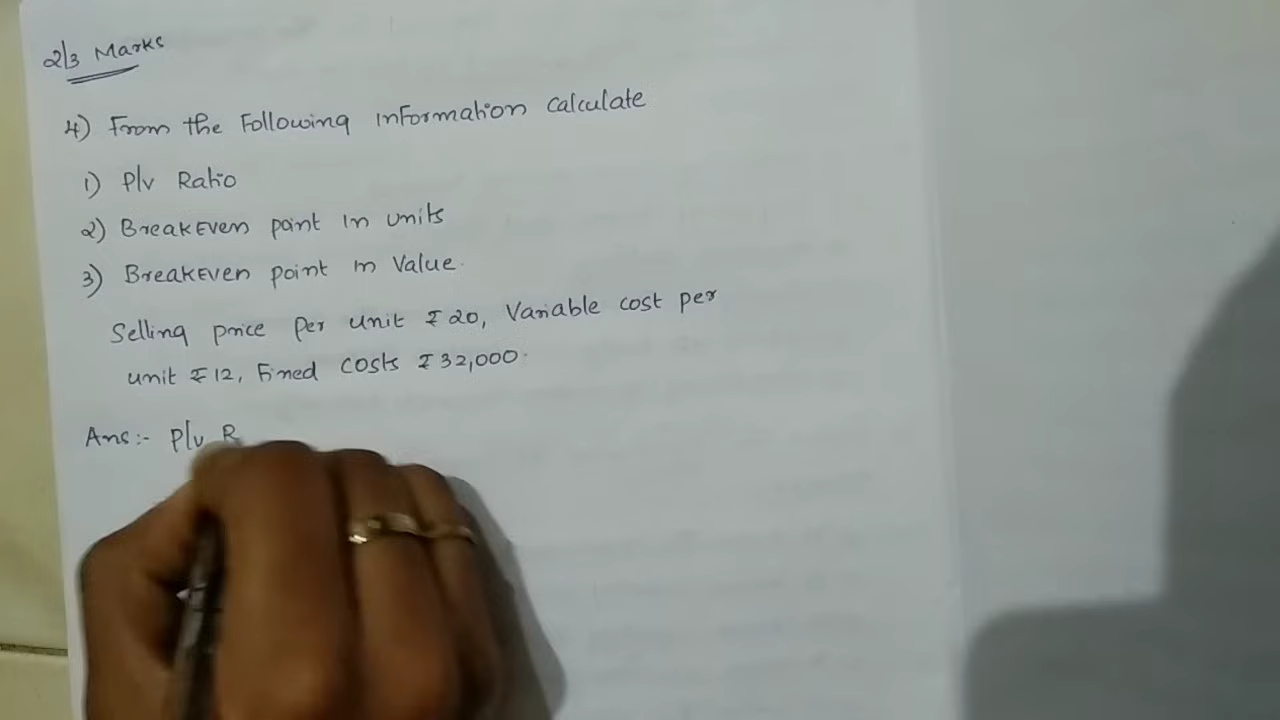 2/3 Marks
4) From the Following information calculate
1) P/v Ratio
2) BreakEven point in units
3) BreakEven point in Value.
Selling price per unit ₹ 20, Variable cost per
unit ₹ 12, Fixed costs ₹ 32,000.
Ans:- P/v R